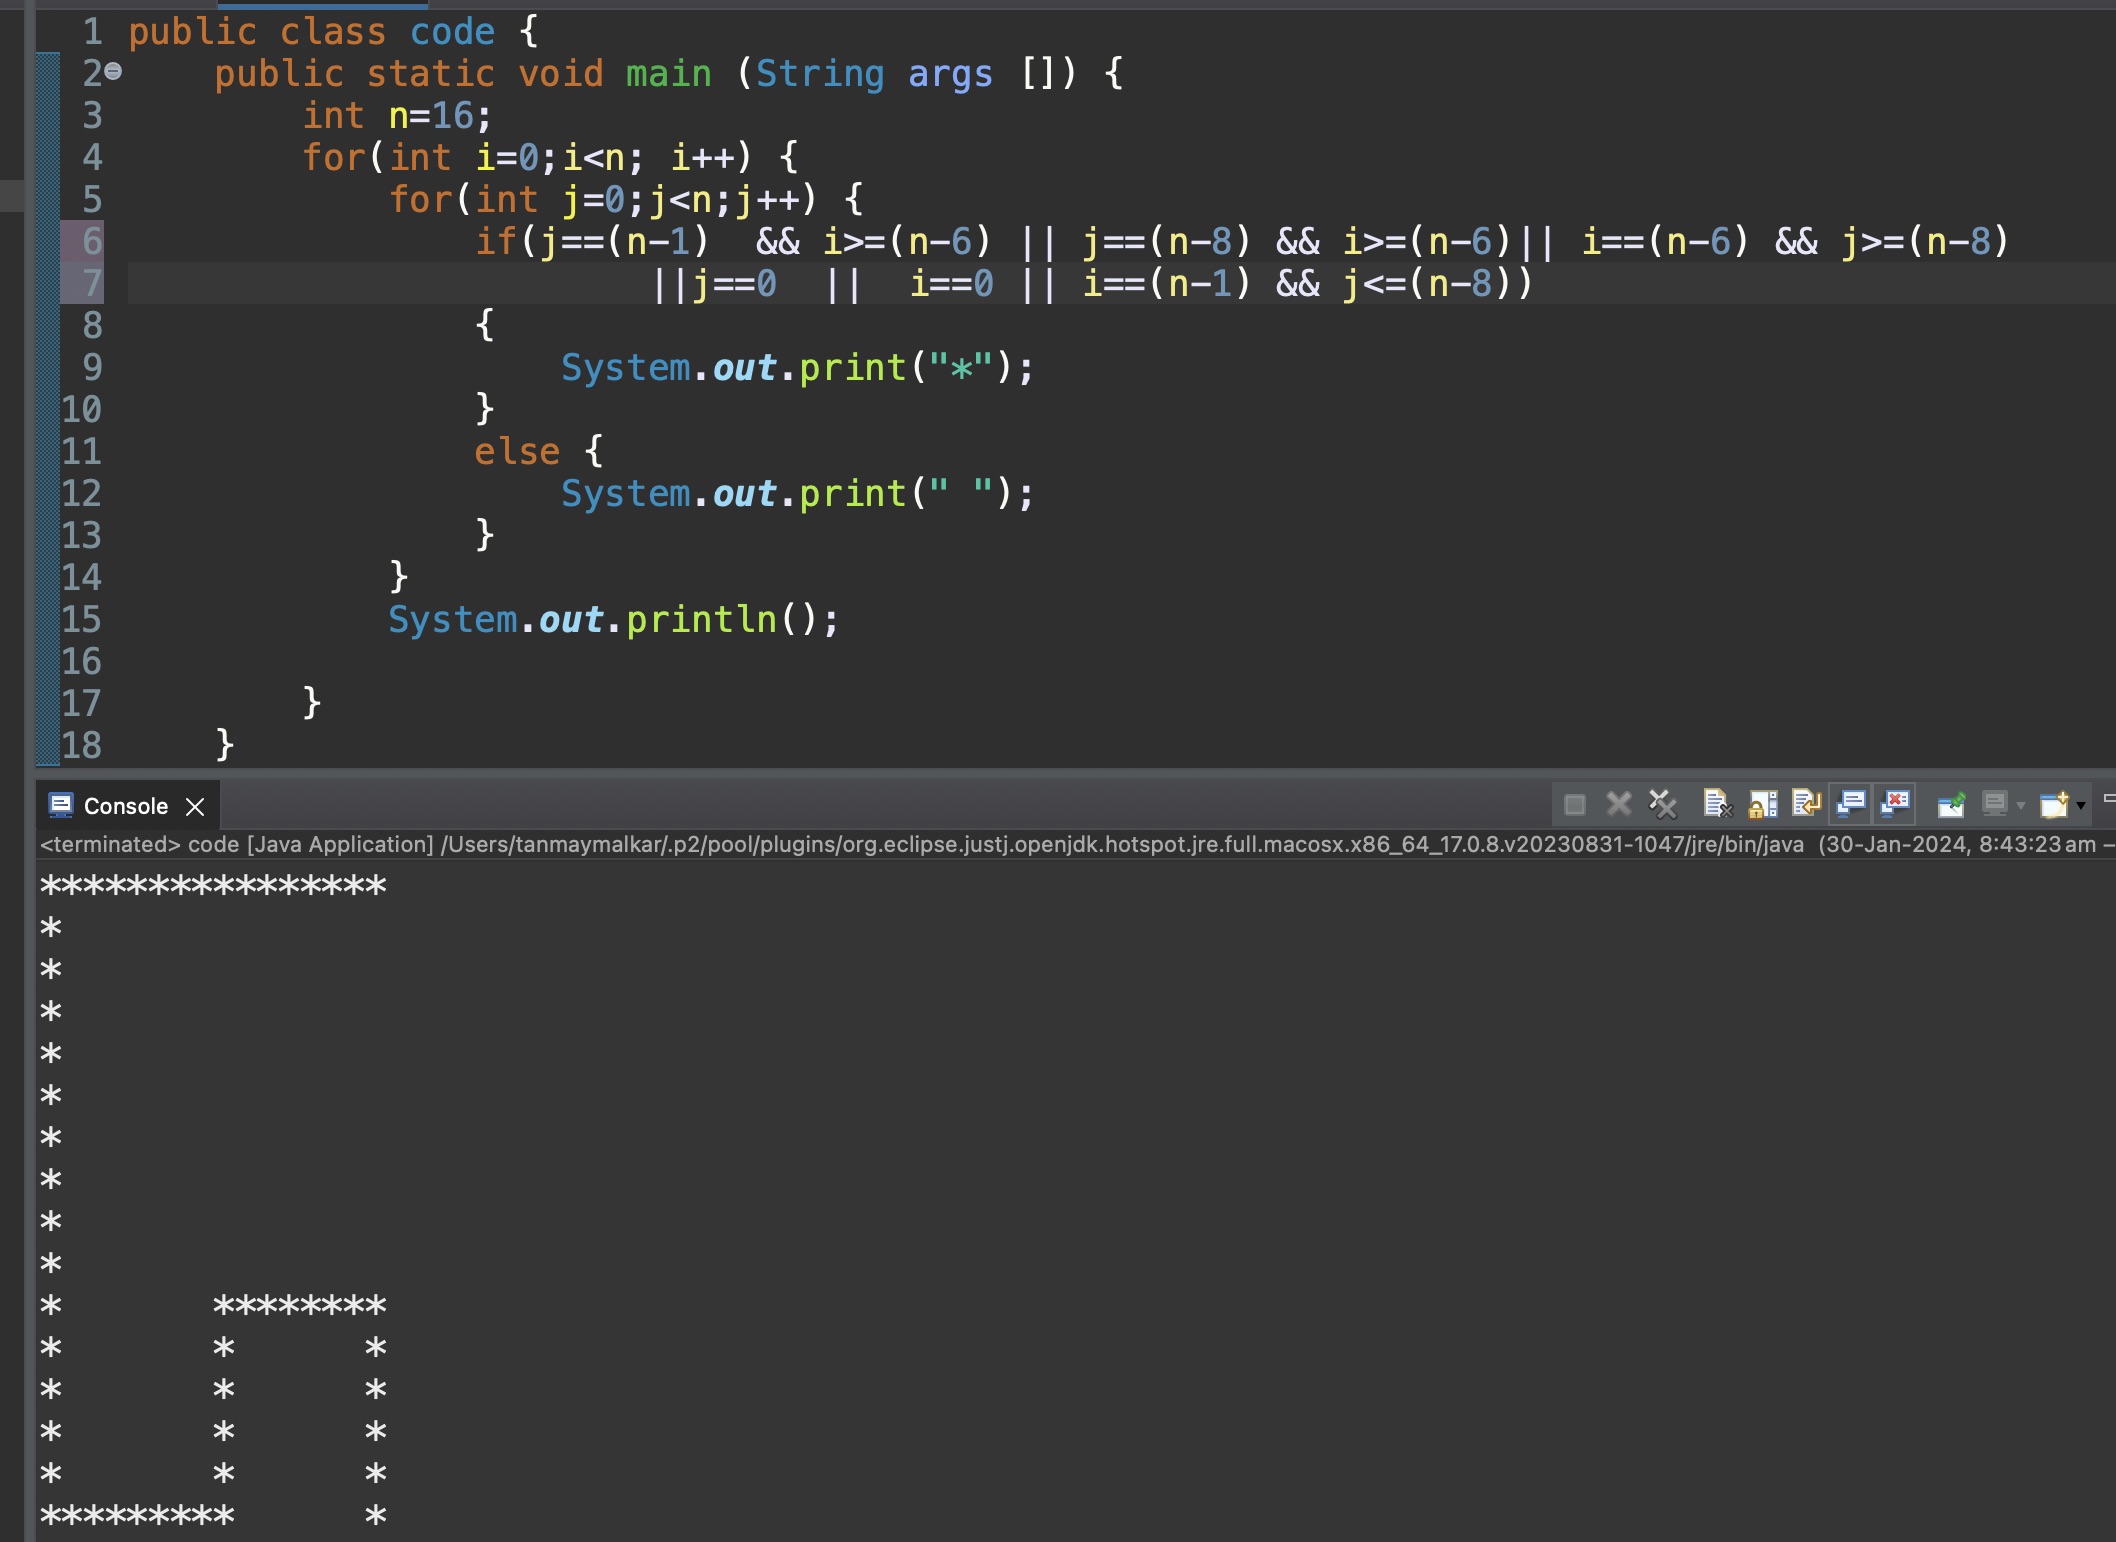 1 public class code {
2     public static void main (String args []) {
3         int n=16;
4         for(int i=0;i<n; i++) {
5             for(int j=0;j<n;j++) {
6                 if(j==(n-1)  && i>=(n-6) || j==(n-8) && i>=(n-6)|| i==(n-6) && j>=(n-8)
7                         ||j==0  ||  i==0 || i==(n-1) && j<=(n-8))
8                 {
9                     System.out.print("*");
10                 }
11                 else {
12                     System.out.print(" ");
13                 }
14             }
15             System.out.println();
16
17         }
18     }
Console
<terminated> code [Java Application] /Users/tanmaymalkar/.p2/pool/plugins/org.eclipse.justj.openjdk.hotspot.jre.full.macosx.x86_64_17.0.8.v20230831-1047/jre/bin/java (30-Jan-2024, 8:43:23 am –
****************
*
*
*
*
*
*
*
*
*
*       ********
*       *      *
*       *      *
*       *      *
*       *      *
*********      *